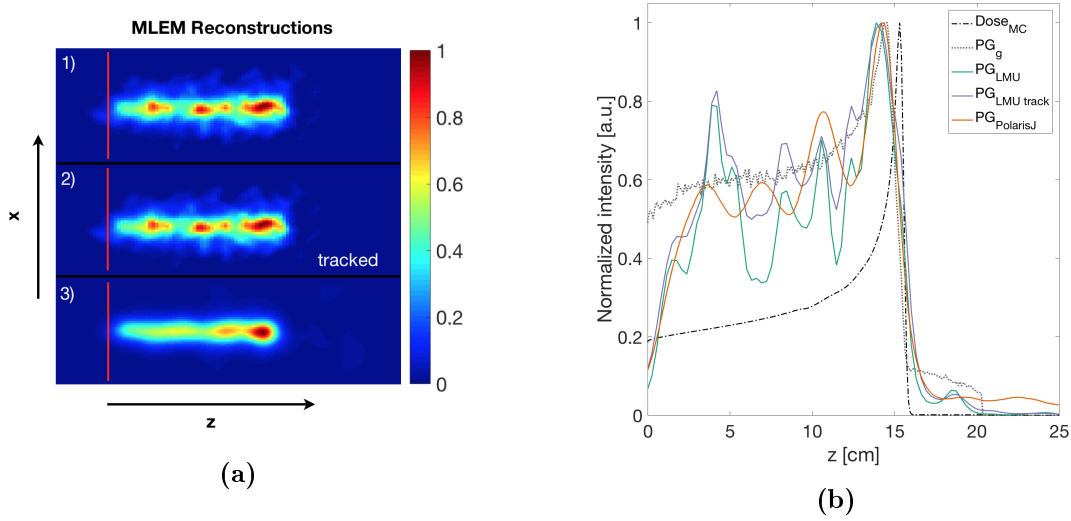 MLEM Reconstructions
1)
2)
tracked
3)
x
z
1
0.8
0.6
0.4
0.2
0
(a)
Normalized intensity [a.u.]
1
0.8
0.6
0.4
0.2
0
0 5 10 15 20 25
z [cm]
Dose_MC
PG_g
PG_LMU
PG_LMU track
PG_PolarisJ
(b)